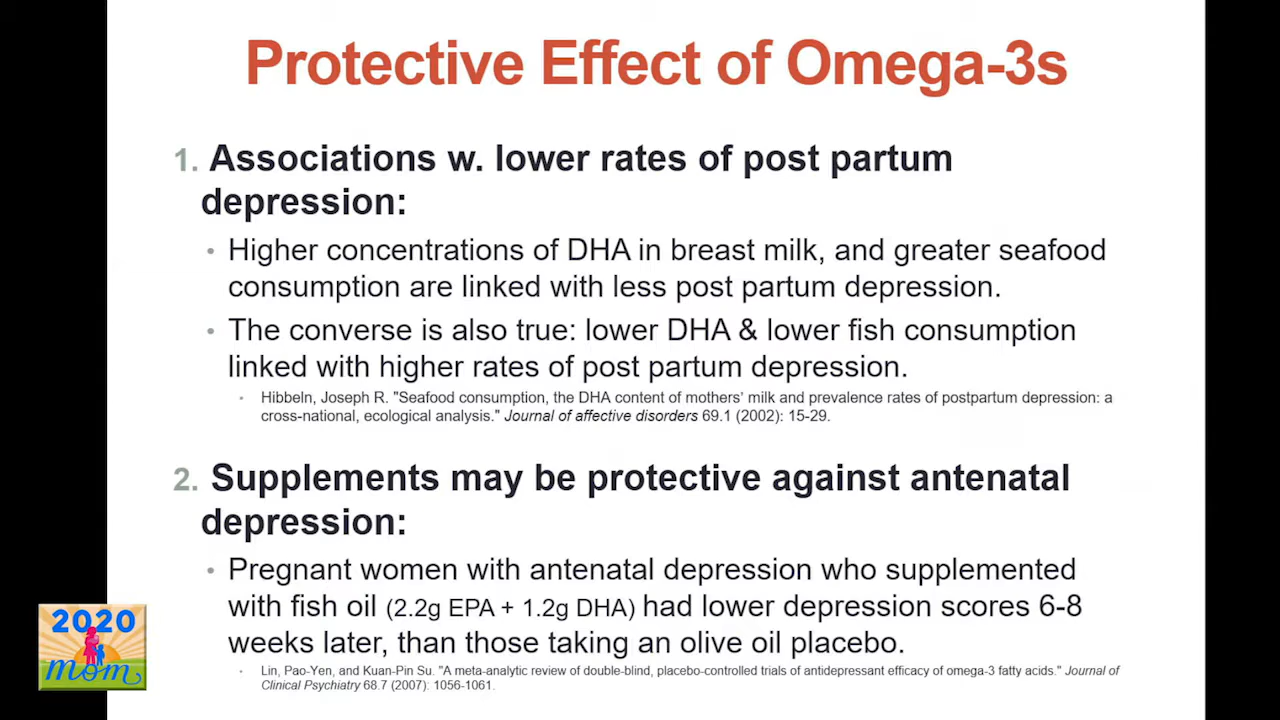 Protective Effect of Omega-3s
1. Associations w. lower rates of post partum
depression:
• Higher concentrations of DHA in breast milk, and greater seafood
consumption are linked with less post partum depression.
• The converse is also true: lower DHA & lower fish consumption
linked with higher rates of post partum depression.
• Hibbeln, Joseph R. "Seafood consumption, the DHA content of mothers' milk and prevalence rates of postpartum depression: a
cross-national, ecological analysis." Journal of affective disorders 69.1 (2002): 15-29.
2. Supplements may be protective against antenatal
depression:
• Pregnant women with antenatal depression who supplemented
with fish oil (2.2g EPA + 1.2g DHA) had lower depression scores 6-8
weeks later, than those taking an olive oil placebo.
• Lin, Pao-Yen, and Kuan-Pin Su. "A meta-analytic review of double-blind, placebo-controlled trials of antidepressant efficacy of omega-3 fatty acids." Journal of
Clinical Psychiatry 68.7 (2007): 1056-1061.
2020
mom